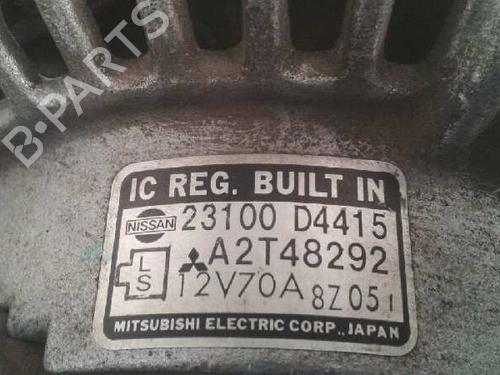 B-PARTS
IC REG. BUILT IN
NISSAN 23100 D4415
L A2T48292
S 12V70A 8Z051
MITSUBISHI ELECTRIC CORP., JAPAN